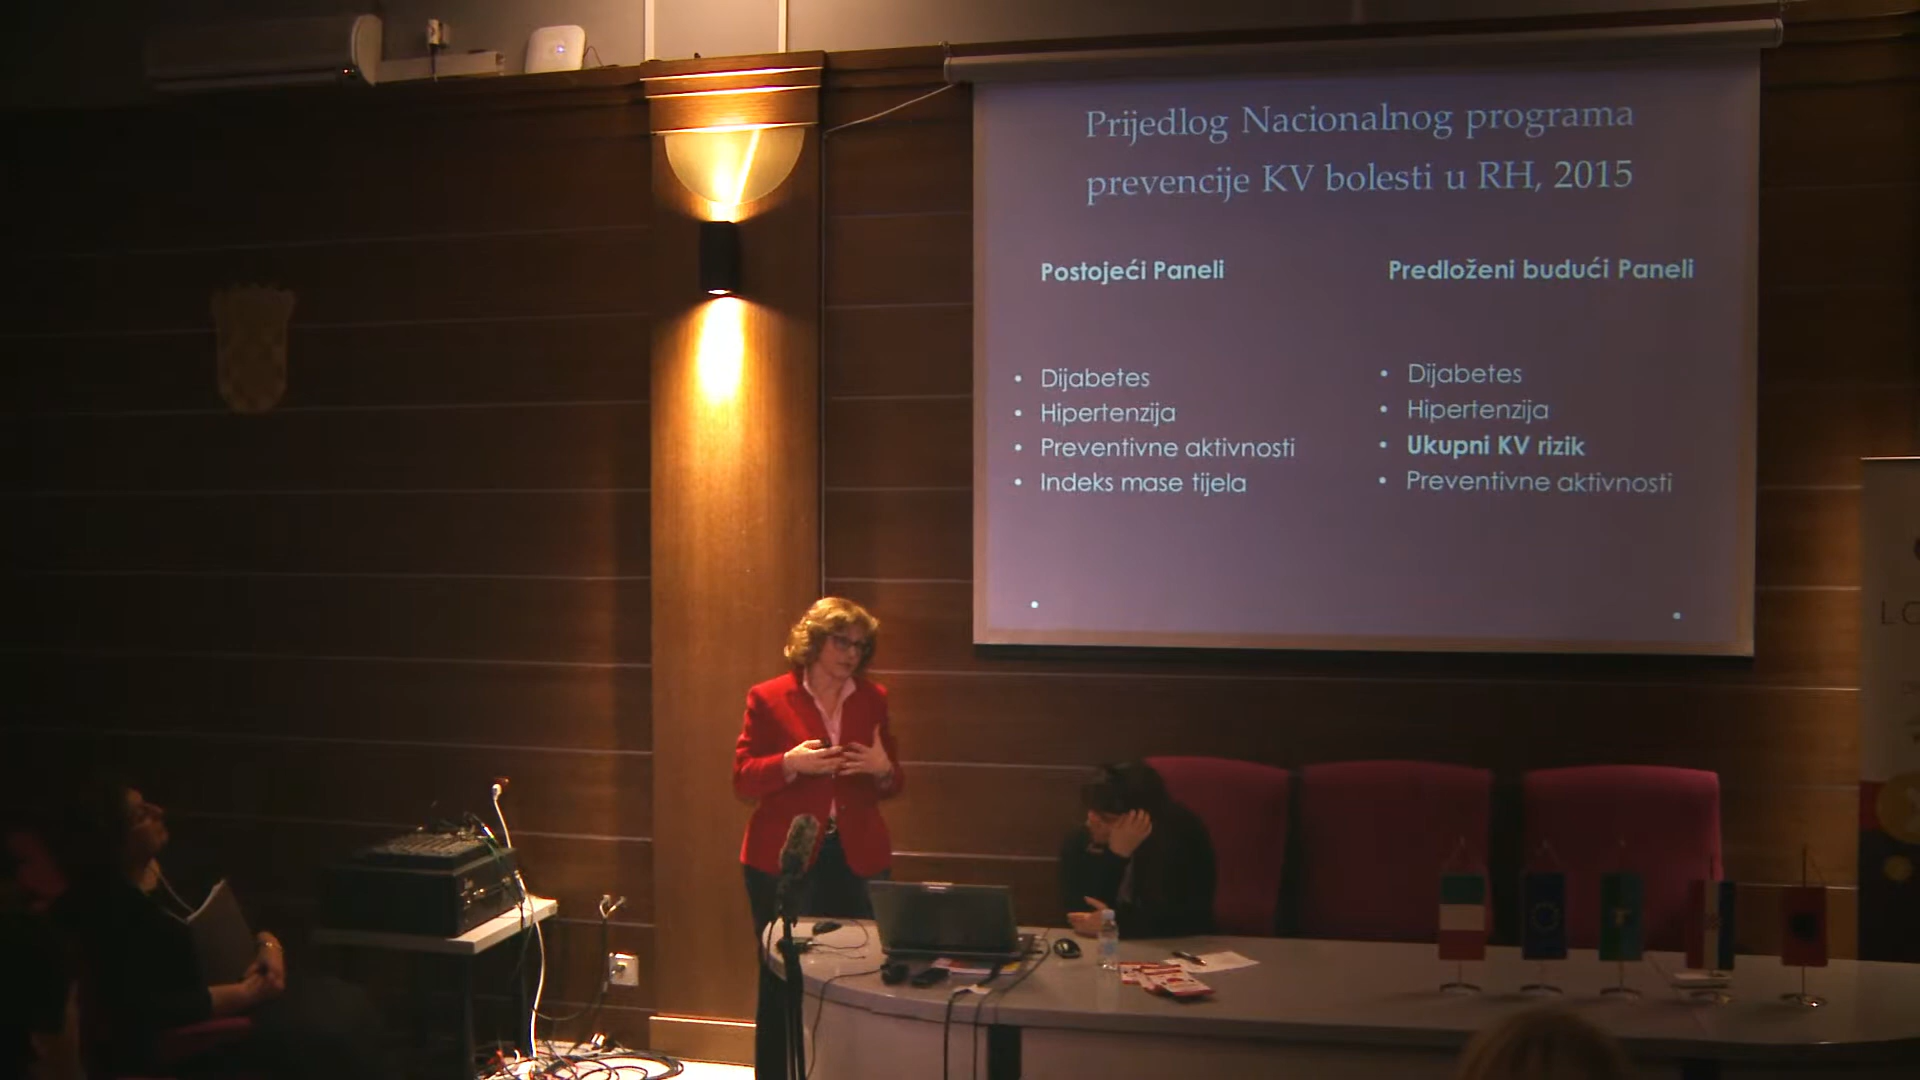 Prijedlog Nacionalnog programa
prevencije KV bolesti u RH, 2015
Postojeći Paneli
• Dijabetes
• Hipertenzija
• Preventivne aktivnosti
• Indeks mase tijela
Predloženi budući Paneli
• Dijabetes
• Hipertenzija
• Ukupni KV rizik
• Preventivne aktivnosti